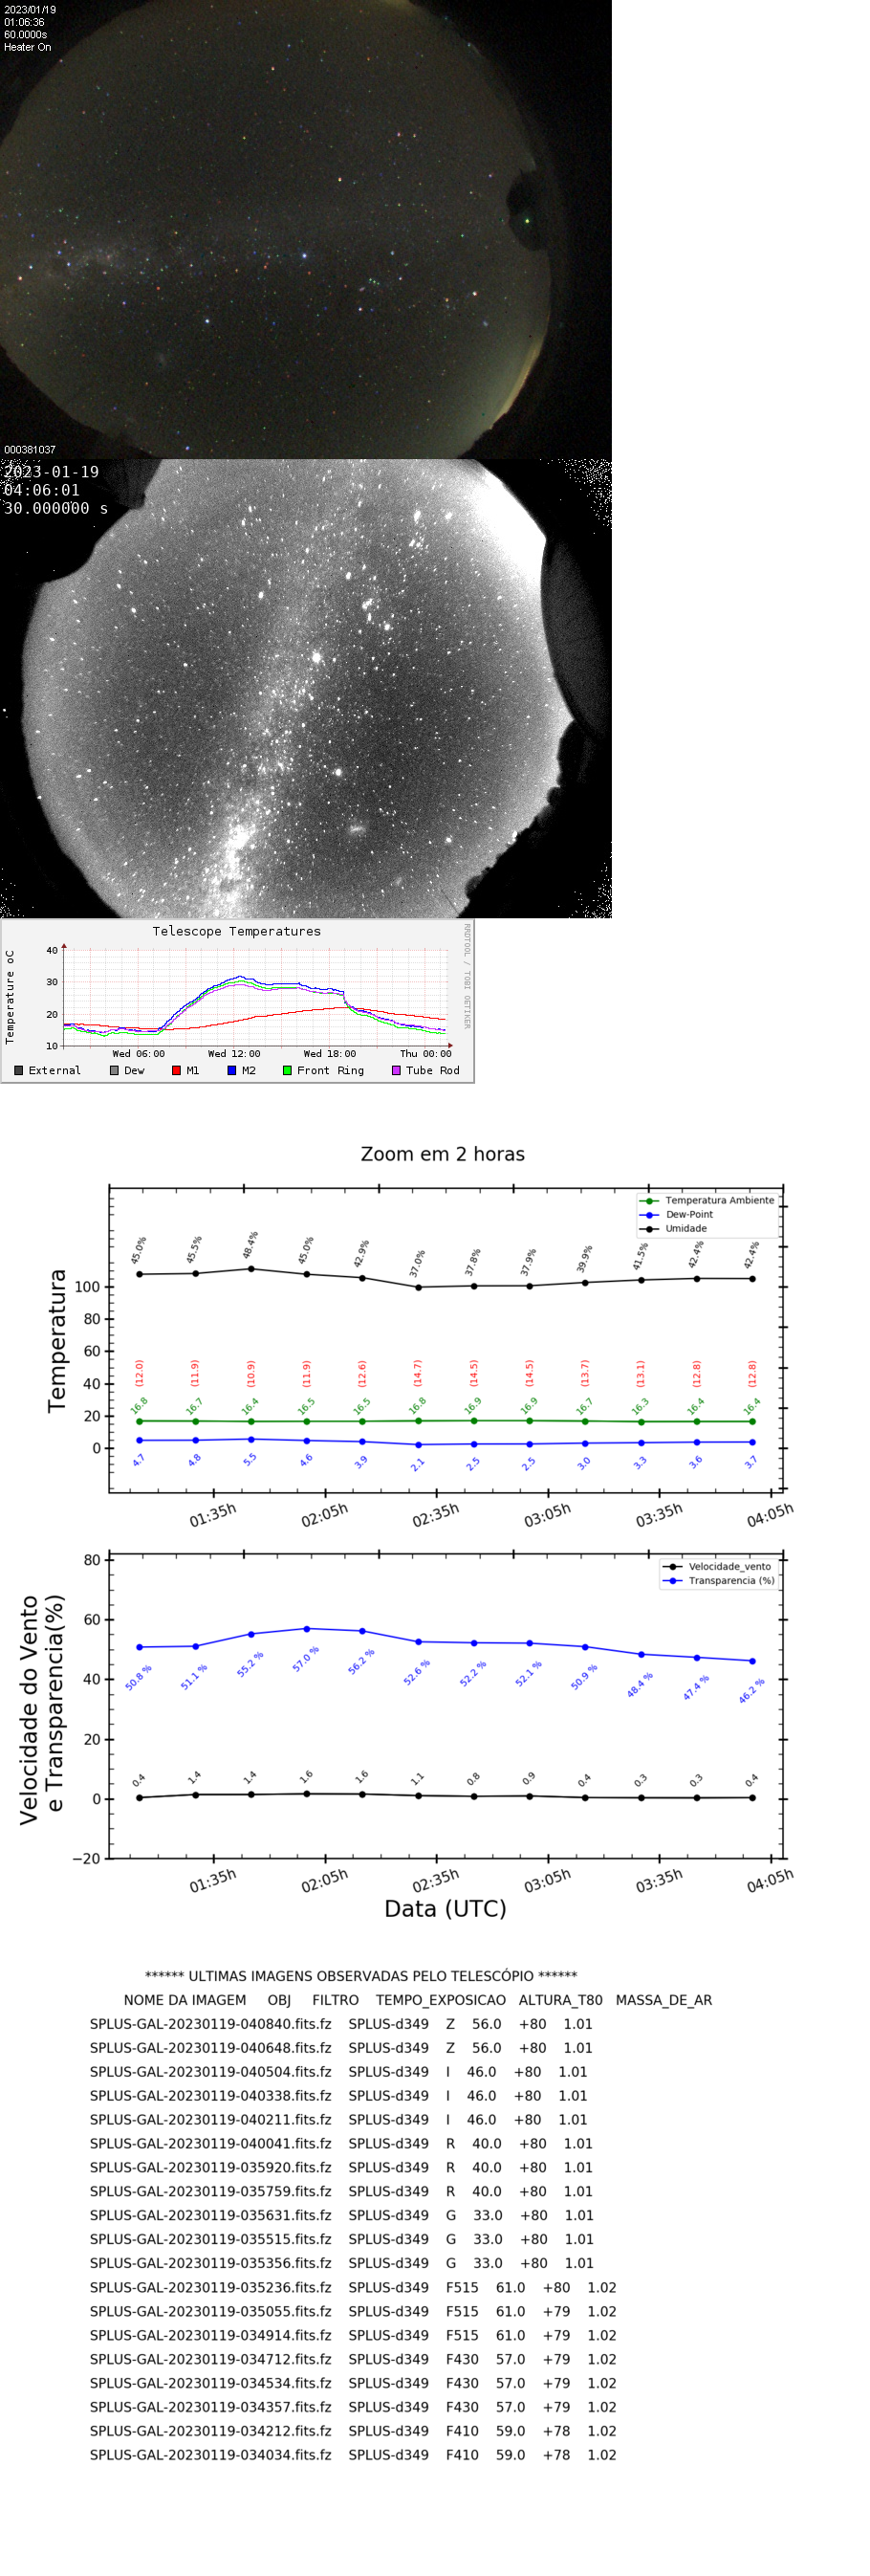 2023/01/19
01:06:36
60.0000s
Heater On
000381037
2023-01-19
04:06:01
30.000000 s
Telescope Temperatures
RRDTOOL / TOBI OETIKER
Temperature oC
40
30
20
10
Wed 06:00 Wed 12:00 Wed 18:00 Thu 00:00
External Dew M1 M2 Front Ring Tube Rod
Zoom em 2 horas
Temperatura Ambiente
Dew-Point
Umidade
45.0% 45.5% 48.4% 45.0% 42.9% 37.0% 37.8% 37.9% 39.9% 41.5% 42.4% 42.4%
Temperatura
100
80
60
40
20
0
(12.0) (11.9) (10.9) (11.9) (12.6) (14.7) (14.5) (14.5) (13.7) (13.1) (12.8) (12.8)
16.8 16.7 16.4 16.5 16.5 16.8 16.9 16.9 16.7 16.3 16.4 16.4
4.7 4.8 5.5 4.6 3.9 2.1 2.5 2.5 3.0 3.3 3.6 3.7
01:35h 02:05h 02:35h 03:05h 03:35h 04:05h
Velocidade_vento
Transparencia (%)
Velocidade do Vento
e Transparencia(%)
80
60
40
20
0
−20
50.8 % 51.1 % 55.2 % 57.0 % 56.2 % 52.6 % 52.2 % 52.1 % 50.9 % 48.4 % 47.4 % 46.2 %
0.4 1.4 1.4 1.6 1.6 1.1 0.8 0.9 0.4 0.3 0.3 0.4
01:35h 02:05h 02:35h 03:05h 03:35h 04:05h
Data (UTC)
****** ULTIMAS IMAGENS OBSERVADAS PELO TELESCÓPIO ******
NOME DA IMAGEM OBJ FILTRO TEMPO_EXPOSICAO ALTURA_T80 MASSA_DE_AR
SPLUS-GAL-20230119-040840.fits.fz SPLUS-d349 Z 56.0 +80 1.01
SPLUS-GAL-20230119-040648.fits.fz SPLUS-d349 Z 56.0 +80 1.01
SPLUS-GAL-20230119-040504.fits.fz SPLUS-d349 I 46.0 +80 1.01
SPLUS-GAL-20230119-040338.fits.fz SPLUS-d349 I 46.0 +80 1.01
SPLUS-GAL-20230119-040211.fits.fz SPLUS-d349 I 46.0 +80 1.01
SPLUS-GAL-20230119-040041.fits.fz SPLUS-d349 R 40.0 +80 1.01
SPLUS-GAL-20230119-035920.fits.fz SPLUS-d349 R 40.0 +80 1.01
SPLUS-GAL-20230119-035759.fits.fz SPLUS-d349 R 40.0 +80 1.01
SPLUS-GAL-20230119-035631.fits.fz SPLUS-d349 G 33.0 +80 1.01
SPLUS-GAL-20230119-035515.fits.fz SPLUS-d349 G 33.0 +80 1.01
SPLUS-GAL-20230119-035356.fits.fz SPLUS-d349 G 33.0 +80 1.01
SPLUS-GAL-20230119-035236.fits.fz SPLUS-d349 F515 61.0 +80 1.02
SPLUS-GAL-20230119-035055.fits.fz SPLUS-d349 F515 61.0 +79 1.02
SPLUS-GAL-20230119-034914.fits.fz SPLUS-d349 F515 61.0 +79 1.02
SPLUS-GAL-20230119-034712.fits.fz SPLUS-d349 F430 57.0 +79 1.02
SPLUS-GAL-20230119-034534.fits.fz SPLUS-d349 F430 57.0 +79 1.02
SPLUS-GAL-20230119-034357.fits.fz SPLUS-d349 F430 57.0 +79 1.02
SPLUS-GAL-20230119-034212.fits.fz SPLUS-d349 F410 59.0 +78 1.02
SPLUS-GAL-20230119-034034.fits.fz SPLUS-d349 F410 59.0 +78 1.02